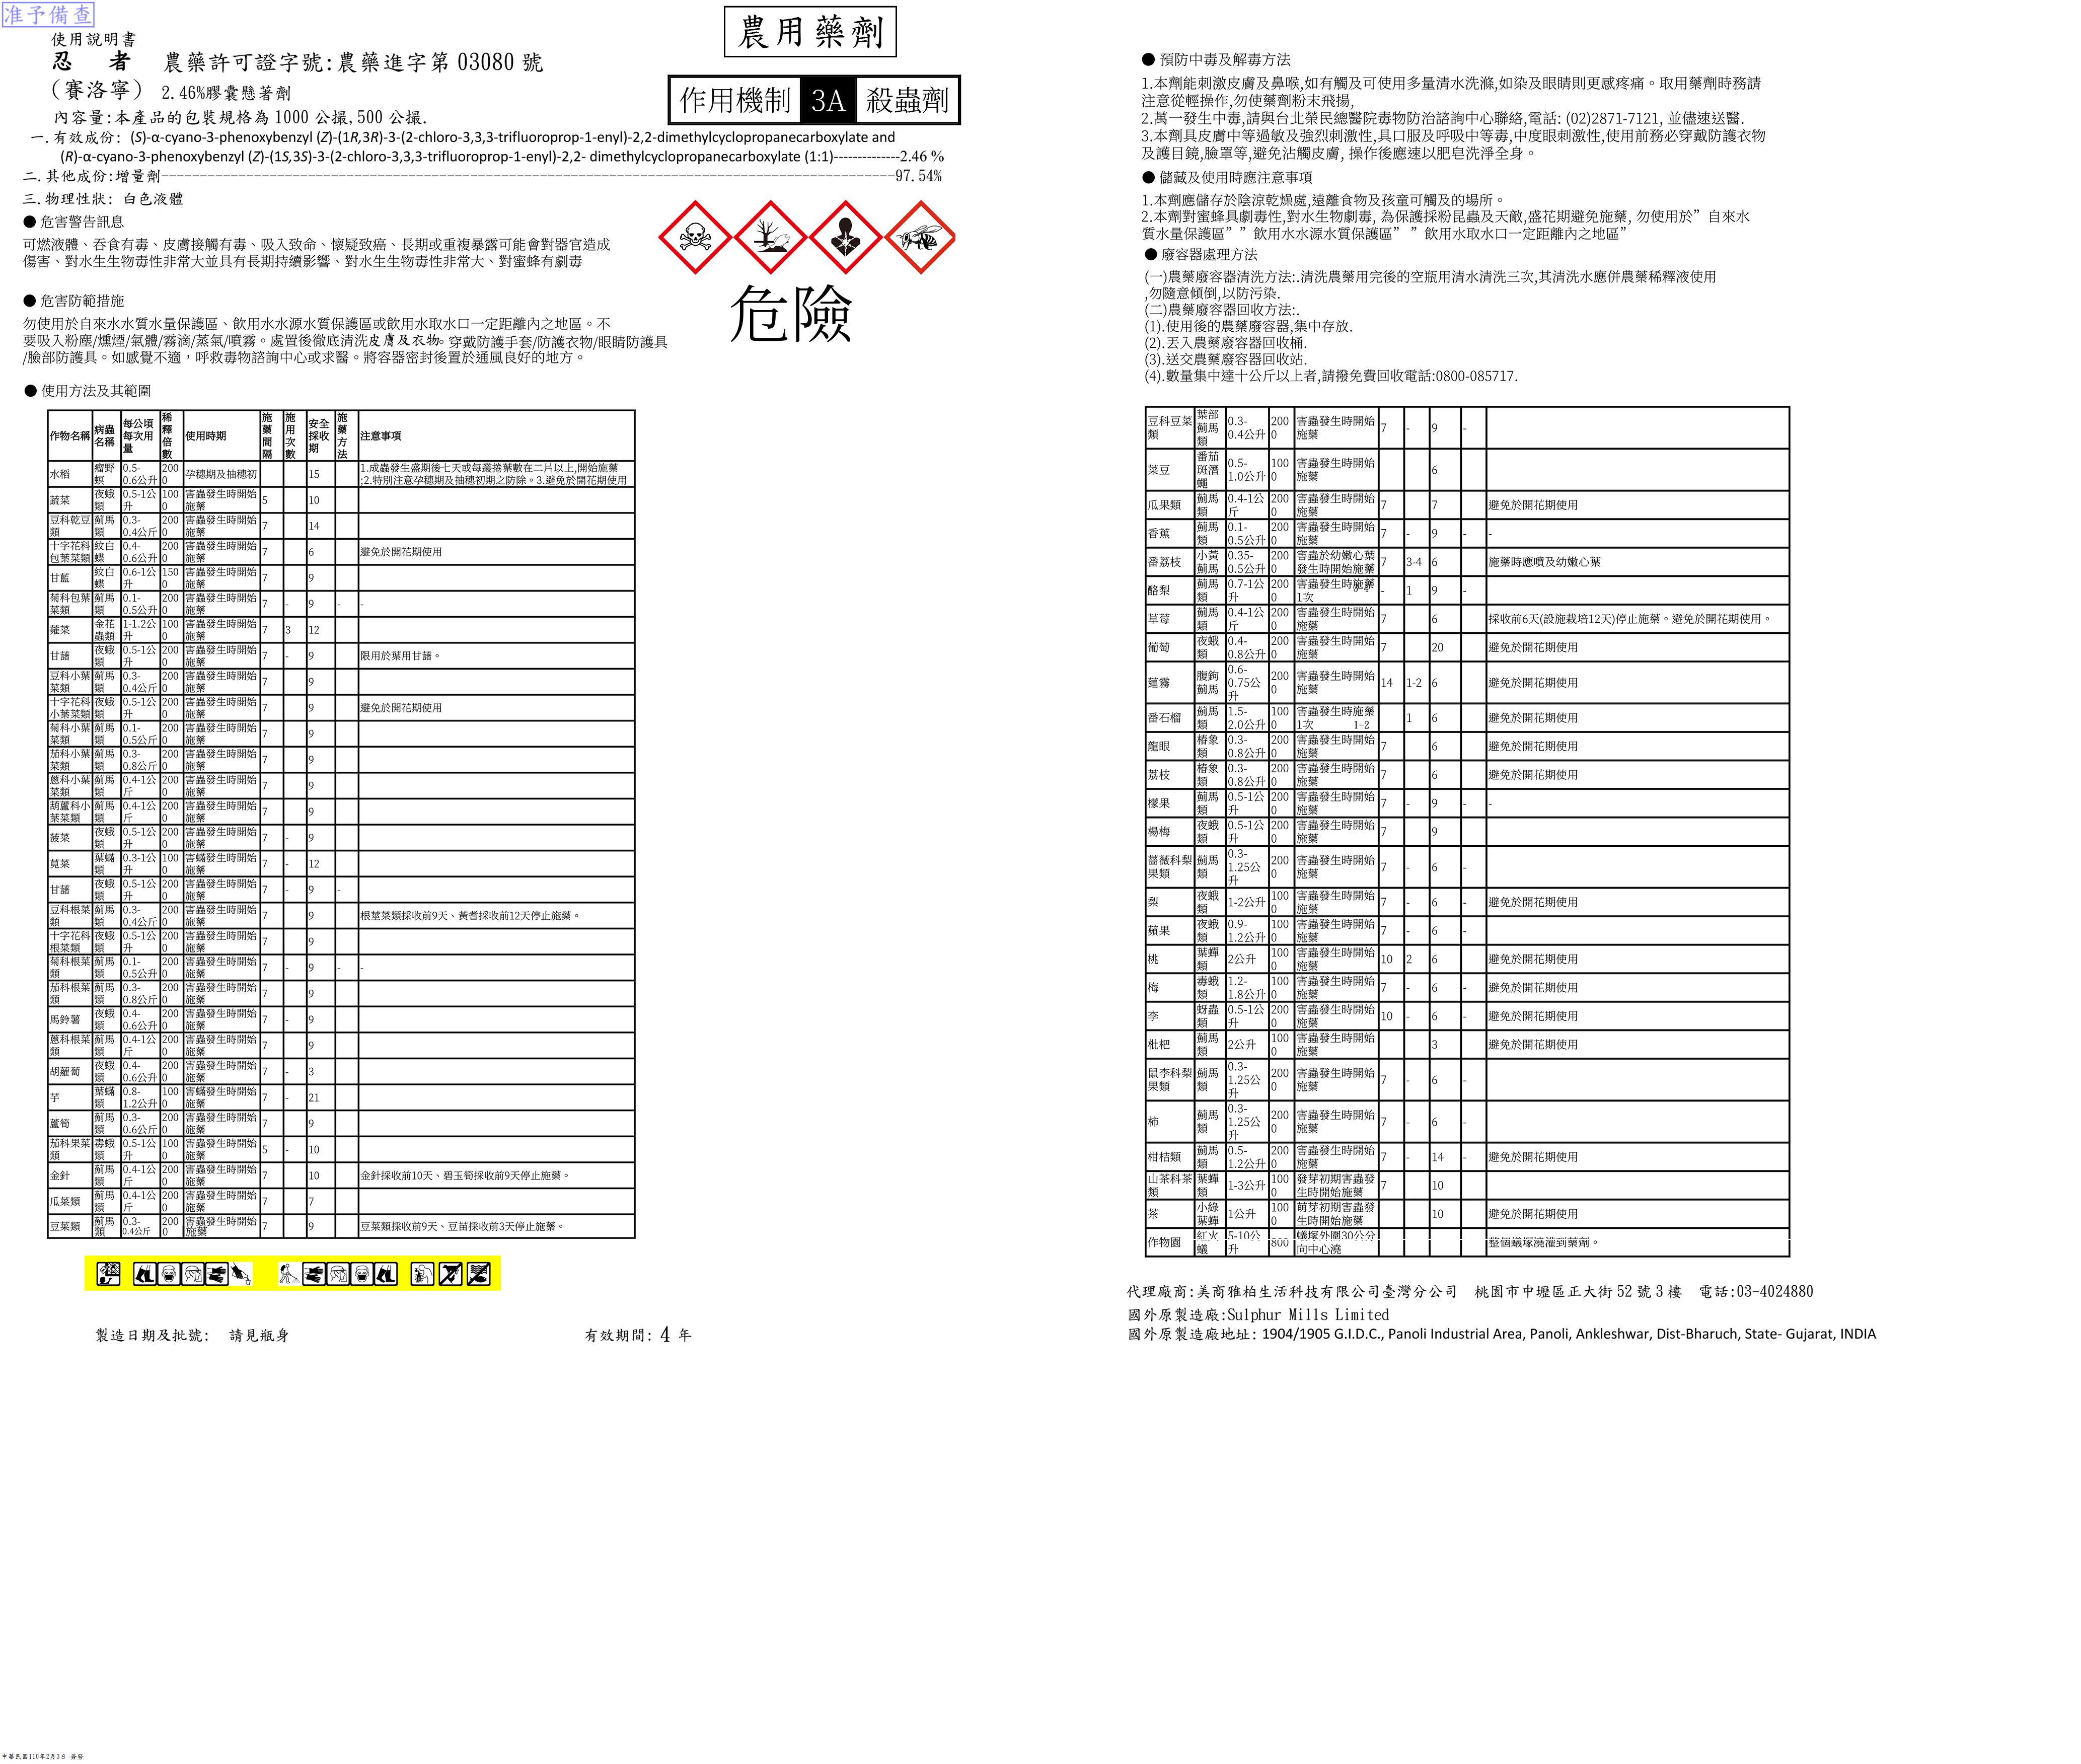 准予備查
使用說明書
農用藥劑
忍 者 農藥許可證字號:農藥進字第 03080 號
(賽洛寧) 2.46%膠囊懸著劑
作用機制 3A 殺蟲劑
內容量:本產品的包裝規格為 1000 公撮,500 公撮.
一.有效成份: (S)-α-cyano-3-phenoxybenzyl (Z)-(1R,3R)-3-(2-chloro-3,3,3-trifluoroprop-1-enyl)-2,2-dimethylcyclopropanecarboxylate and
(R)-α-cyano-3-phenoxybenzyl (Z)-(1S,3S)-3-(2-chloro-3,3,3-trifluoroprop-1-enyl)-2,2- dimethylcyclopropanecarboxylate (1:1)--------------2.46 %
二.其他成份:增量劑----------------------------------------------------------------97.54%
三.物理性狀: 白色液體
● 危害警告訊息
可燃液體、吞食有毒、皮膚接觸有毒、吸入致命、懷疑致癌、長期或重複暴露可能會對器官造成
傷害、對水生生物毒性非常大並具有長期持續影響、對水生生物毒性非常大、對蜜蜂有劇毒
危險
● 危害防範措施
勿使用於自來水水質水量保護區、飲用水水源水質保護區或飲用水取水口一定距離內之地區。不
要吸入粉塵/燻煙/氣體/霧滴/蒸氣/噴霧。處置後徹底清洗皮膚及衣物。穿戴防護手套/防護衣物/眼睛防護具
/臉部防護具。如感覺不適，呼救毒物諮詢中心或求醫。將容器密封後置於通風良好的地方。
● 使用方法及其範圍
作物名稱 病蟲名稱 每公頃每次用量 稀釋倍數 使用時期 施藥間隔 施用次數 安全採收期 施藥方法 注意事項
水稻 瘤野螟 0.5-0.6公升 2000 孕穗期及抽穗初 15 1.成蟲發生盛期後七天或每叢捲葉數在二片以上,開始施藥;2.特別注意孕穗期及抽穗初期之防除。3.避免於開花期使用
蔬菜 夜蛾類 0.5-1公升 1000 害蟲發生時開始施藥 5 10
豆科乾豆類 薊馬類 0.3-0.4公斤 2000 害蟲發生時開始施藥 7 14
十字花科包葉菜類 紋白蝶 0.4-0.6公升 2000 害蟲發生時開始施藥 7 6 避免於開花期使用
甘藍 紋白蝶 0.6-1公升 1500 害蟲發生時開始施藥 7 9
菊科包葉菜類 薊馬類 0.1-0.5公升 2000 害蟲發生時開始施藥 7 - 9 - -
蕹菜 金花蟲類 1-1.2公升 1000 害蟲發生時開始施藥 7 3 12
甘藷 夜蛾類 0.5-1公升 2000 害蟲發生時開始施藥 7 - 9 限用於葉用甘藷。
豆科小葉菜類 薊馬類 0.3-0.4公斤 2000 害蟲發生時開始施藥 7 9
十字花科小葉菜類 夜蛾類 0.5-1公升 2000 害蟲發生時開始施藥 7 9 避免於開花期使用
菊科小葉菜類 薊馬類 0.1-0.5公斤 2000 害蟲發生時開始施藥 7 9
茄科小葉菜類 薊馬類 0.3-0.8公斤 2000 害蟲發生時開始施藥 7 9
蔥科小葉菜類 薊馬類 0.4-1公斤 2000 害蟲發生時開始施藥 7 9
葫蘆科小葉菜類 薊馬類 0.4-1公斤 2000 害蟲發生時開始施藥 7 9
菠菜 夜蛾類 0.5-1公升 2000 害蟲發生時開始施藥 7 - 9
莧菜 葉蟎類 0.3-1公升 1000 害蟎發生時開始施藥 7 - 12
甘藷 夜蛾類 0.5-1公升 2000 害蟲發生時開始施藥 7 - 9 -
豆科根菜類 薊馬類 0.3-0.4公斤 2000 害蟲發生時開始施藥 7 9 根莖菜類採收前9天、黃耆採收前12天停止施藥。
十字花科根菜類 夜蛾類 0.5-1公升 2000 害蟲發生時開始施藥 7 9
菊科根菜類 薊馬類 0.1-0.5公升 2000 害蟲發生時開始施藥 7 - 9 - -
茄科根菜類 薊馬類 0.3-0.8公斤 2000 害蟲發生時開始施藥 7 9
馬鈴薯 夜蛾類 0.4-0.6公升 2000 害蟲發生時開始施藥 7 - 9
蔥科根菜類 薊馬類 0.4-1公斤 2000 害蟲發生時開始施藥 7 9
胡蘿蔔 夜蛾類 0.4-0.6公升 2000 害蟲發生時開始施藥 7 - 3
芋 葉蟎類 0.8-1.2公升 1000 害蟎發生時開始施藥 7 - 21
蘆筍 薊馬類 0.3-0.6公斤 2000 害蟲發生時開始施藥 7 9
茄科果菜類 毒蛾類 0.5-1公升 1000 害蟲發生時開始施藥 5 - 10
金針 薊馬類 0.4-1公斤 2000 害蟲發生時開始施藥 7 10 金針採收前10天、碧玉筍採收前9天停止施藥。
瓜菜類 薊馬類 0.4-1公斤 2000 害蟲發生時開始施藥 7 7
豆菜類 薊馬類 0.3-0.4公斤 2000 害蟲發生時開始施藥 7 9 豆菜類採收前9天、豆苗採收前3天停止施藥。
製造日期及批號: 請見瓶身 有效期間: 4 年
● 預防中毒及解毒方法
1.本劑能刺激皮膚及鼻喉,如有觸及可使用多量清水洗滌,如染及眼睛則更感疼痛。取用藥劑時務請
注意從輕操作,勿使藥劑粉末飛揚,
2.萬一發生中毒,請與台北榮民總醫院毒物防治諮詢中心聯絡,電話: (02)2871-7121, 並儘速送醫.
3.本劑具皮膚中等過敏及強烈刺激性,具口服及呼吸中等毒,中度眼刺激性,使用前務必穿戴防護衣物
及護目鏡,臉罩等,避免沾觸皮膚, 操作後應速以肥皂洗淨全身。
● 儲藏及使用時應注意事項
1.本劑應儲存於陰涼乾燥處,遠離食物及孩童可觸及的場所。
2.本劑對蜜蜂具劇毒性,對水生物劇毒, 為保護採粉昆蟲及天敵,盛花期避免施藥, 勿使用於”自來水
質水量保護區””飲用水水源水質保護區” ”飲用水取水口一定距離內之地區”
● 廢容器處理方法
(一)農藥廢容器清洗方法:.清洗農藥用完後的空瓶用清水清洗三次,其清洗水應併農藥稀釋液使用
,勿隨意傾倒,以防污染.
(二)農藥廢容器回收方法:.
(1).使用後的農藥廢容器,集中存放.
(2).丟入農藥廢容器回收桶.
(3).送交農藥廢容器回收站.
(4).數量集中達十公斤以上者,請撥免費回收電話:0800-085717.
豆科豆菜類 葉部薊馬類 0.3-0.4公斤 2000 害蟲發生時開始施藥 7 - 9 -
菜豆 番茄斑潛蠅 0.5-1.0公升 1000 害蟲發生時開始施藥 6
瓜果類 薊馬類 0.4-1公斤 2000 害蟲發生時開始施藥 7 7 避免於開花期使用
香蕉 薊馬類 0.1-0.5公升 2000 害蟲發生時開始施藥 7 - 9 - -
番荔枝 小黃薊馬 0.35-0.5公升 2000 害蟲於幼嫩心葉發生時開始施藥 7 3-4 6 施藥時應噴及幼嫩心葉
酪梨 薊馬類 0.7-1公升 2000 害蟲發生時施藥1次 3-4 - 1 9 -
草莓 薊馬類 0.4-1公斤 2000 害蟲發生時開始施藥 7 6 採收前6天(設施栽培12天)停止施藥。避免於開花期使用。
葡萄 夜蛾類 0.4-0.8公升 2000 害蟲發生時開始施藥 7 20 避免於開花期使用
蓮霧 腹鉤薊馬 0.6-0.75公升 2000 害蟲發生時開始施藥 14 1-2 6 避免於開花期使用
番石榴 薊馬類 1.5-2.0公升 1000 害蟲發生時施藥1次 1-2 1 6 避免於開花期使用
龍眼 椿象類 0.3-0.8公升 2000 害蟲發生時開始施藥 7 6 避免於開花期使用
荔枝 椿象類 0.3-0.8公升 2000 害蟲發生時開始施藥 7 6 避免於開花期使用
檬果 薊馬類 0.5-1公升 2000 害蟲發生時開始施藥 7 - 9 - -
楊梅 夜蛾類 0.5-1公升 2000 害蟲發生時開始施藥 7 9
薔薇科梨果類 薊馬類 0.3-1.25公升 2000 害蟲發生時開始施藥 7 - 6 -
梨 夜蛾類 1-2公升 1000 害蟲發生時開始施藥 7 - 6 - 避免於開花期使用
蘋果 夜蛾類 0.9-1.2公升 1000 害蟲發生時開始施藥 7 - 6 -
桃 葉蟬類 2公升 1000 害蟲發生時開始施藥 10 2 6 避免於開花期使用
梅 毒蛾類 1.2-1.8公升 1000 害蟲發生時開始施藥 7 - 6 - 避免於開花期使用
李 蚜蟲類 0.5-1公升 2000 害蟲發生時開始施藥 10 - 6 - 避免於開花期使用
枇杷 薊馬類 2公升 1000 害蟲發生時開始施藥 3 避免於開花期使用
鼠李科梨果類 薊馬類 0.3-1.25公升 2000 害蟲發生時開始施藥 7 - 6 -
柿 薊馬類 0.3-1.25公升 2000 害蟲發生時開始施藥 7 - 6 -
柑桔類 薊馬類 0.5-1.2公升 2000 害蟲發生時開始施藥 7 - 14 - 避免於開花期使用
山茶科茶類 葉蟬類 1-3公升 1000 發芽初期害蟲發生時開始施藥 7 10
茶 小綠葉蟬 1公升 1000 萌芽初期害蟲發生時開始施藥 10 避免於開花期使用
作物園 紅火蟻 5-10公升 800 蟻塚外圍30公分向中心澆 整個蟻塚澆灌到藥劑。
代理廠商:美商雅柏生活科技有限公司臺灣分公司 桃園市中壢區正大街 52 號 3 樓 電話:03-4024880
國外原製造廠:Sulphur Mills Limited
國外原製造廠地址: 1904/1905 G.I.D.C., Panoli Industrial Area, Panoli, Ankleshwar, Dist-Bharuch, State- Gujarat, INDIA
中華民國110年2月3日 簽發